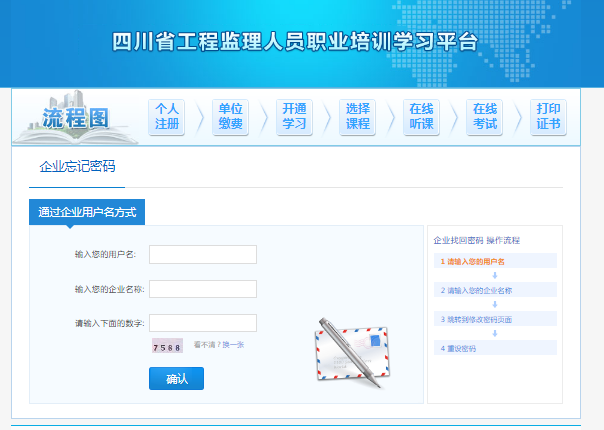 四川省工程监理人员职业培训学习平台
流程图
个人
注册
单位
缴费
开通
学习
选择
课程
在线
听课
在线
考试
打印
证书
企业忘记密码
通过企业用户名方式
输入您的用户名:
输入您的企业名称:
请输入下面的数字:
7588
看不清？换一张
确认
企业找回密码 操作流程
1 请输入您的用户名
2 请输入您的企业名称
3 跳转到修改密码页面
4 重设密码